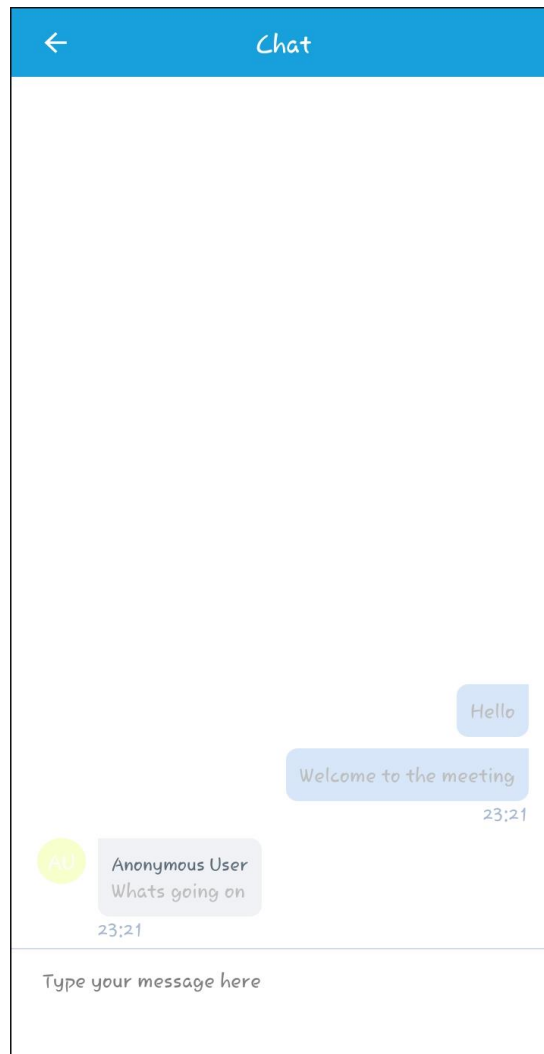 Chat
Hello
Welcome to the meeting
23:21
AU
Anonymous User
Whats going on
23:21
Type your message here